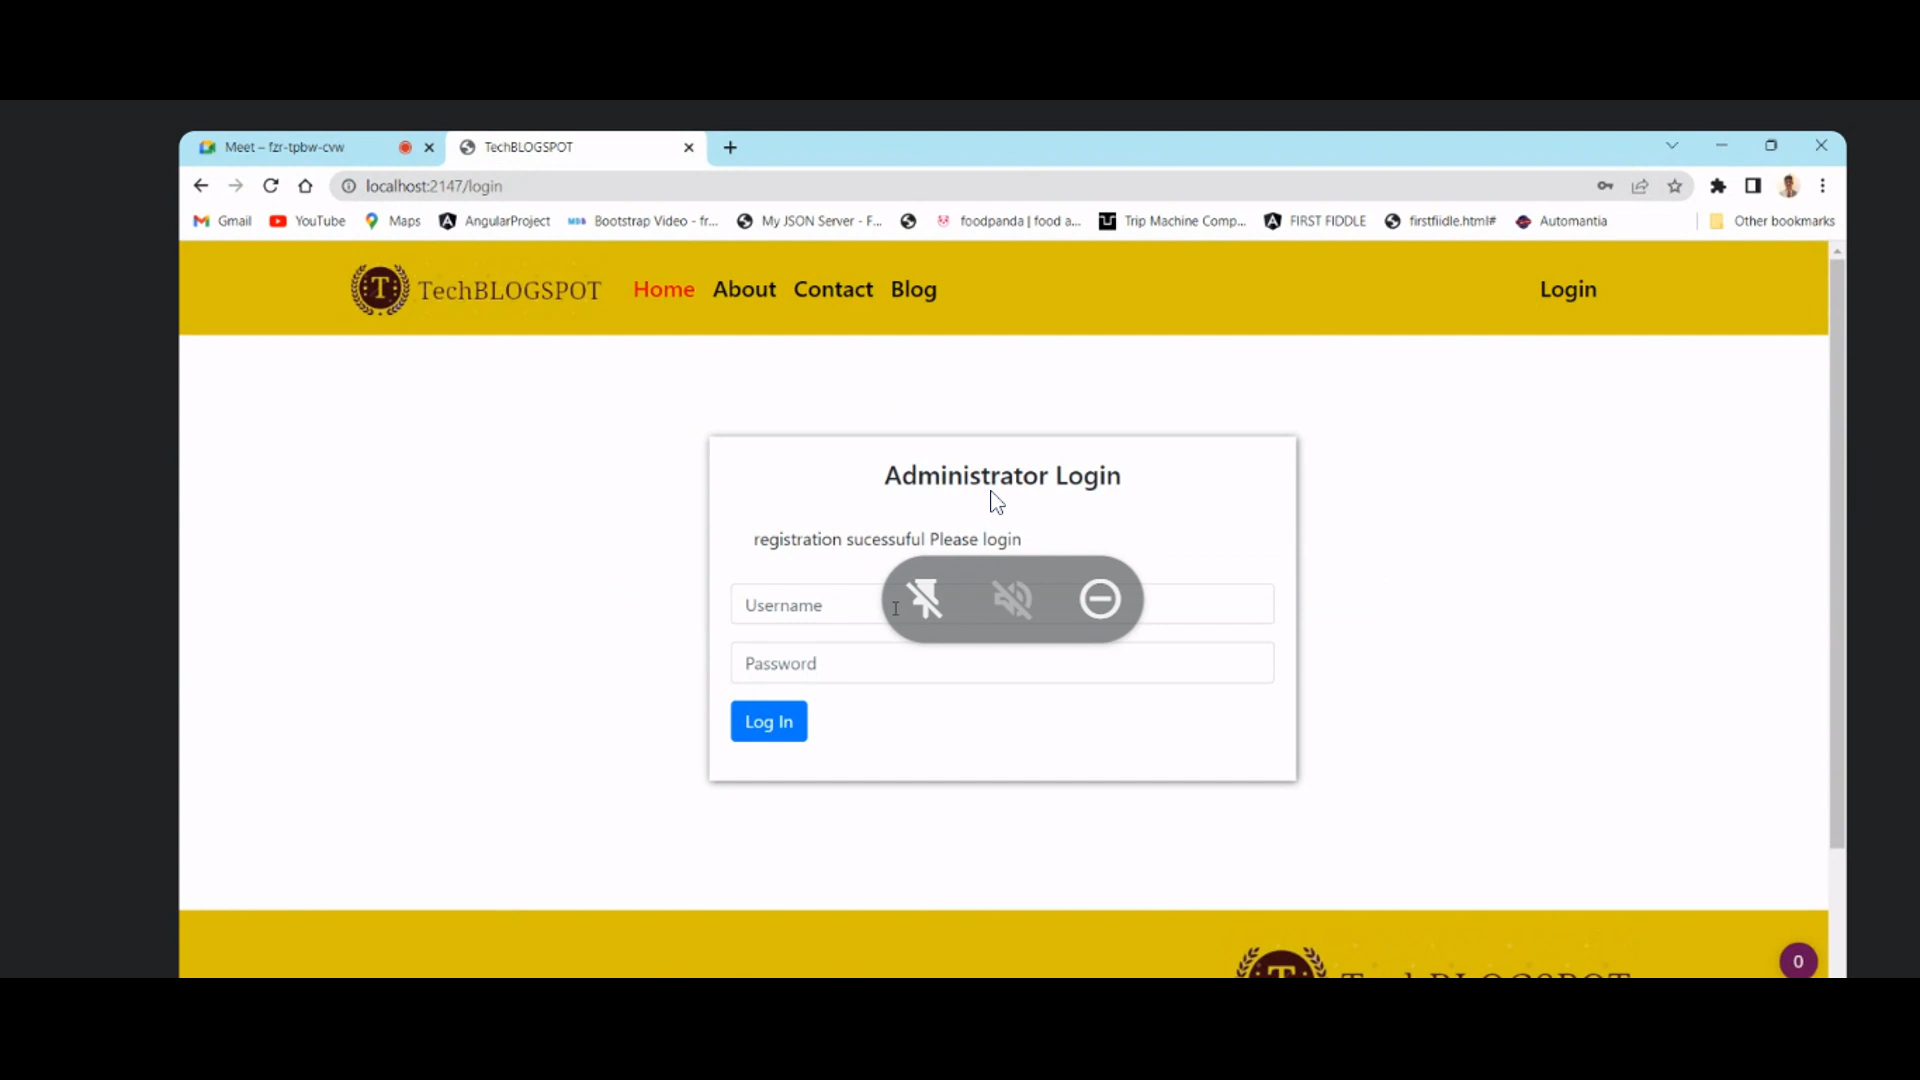 Meet – fzr-tpbw-cvw
TechBLOGSPOT
localhost:2147/login
Gmail
YouTube
Maps
AngularProject
Bootstrap Video - fr...
My JSON Server - F...
foodpanda | food a...
Trip Machine Comp...
FIRST FIDDLE
firstfiidle.html#
Automantia
Other bookmarks
T
TechBLOGSPOT
Home
About
Contact
Blog
Login
Administrator Login
registration sucessuful Please login
Username
Password
Log In
0